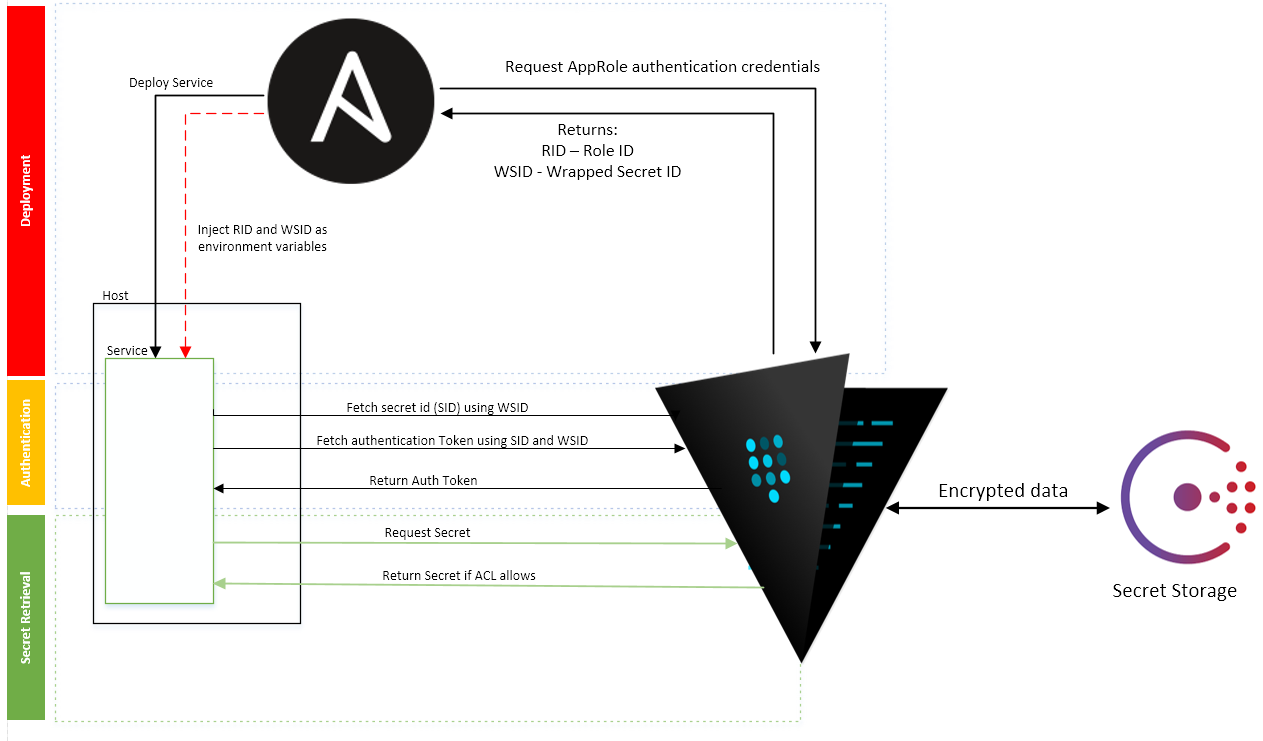 Deployment
Request AppRole authentication credentials
Deploy Service
Returns:
RID – Role ID
WSID - Wrapped Secret ID
Inject RID and WSID as
environment variables
Host
Service
Authentication
Fetch secret id (SID) using WSID
Fetch authentication Token using SID and WSID
Return Auth Token
Encrypted data
Secret Storage
Secret Retrieval
Request Secret
Return Secret if ACL allows